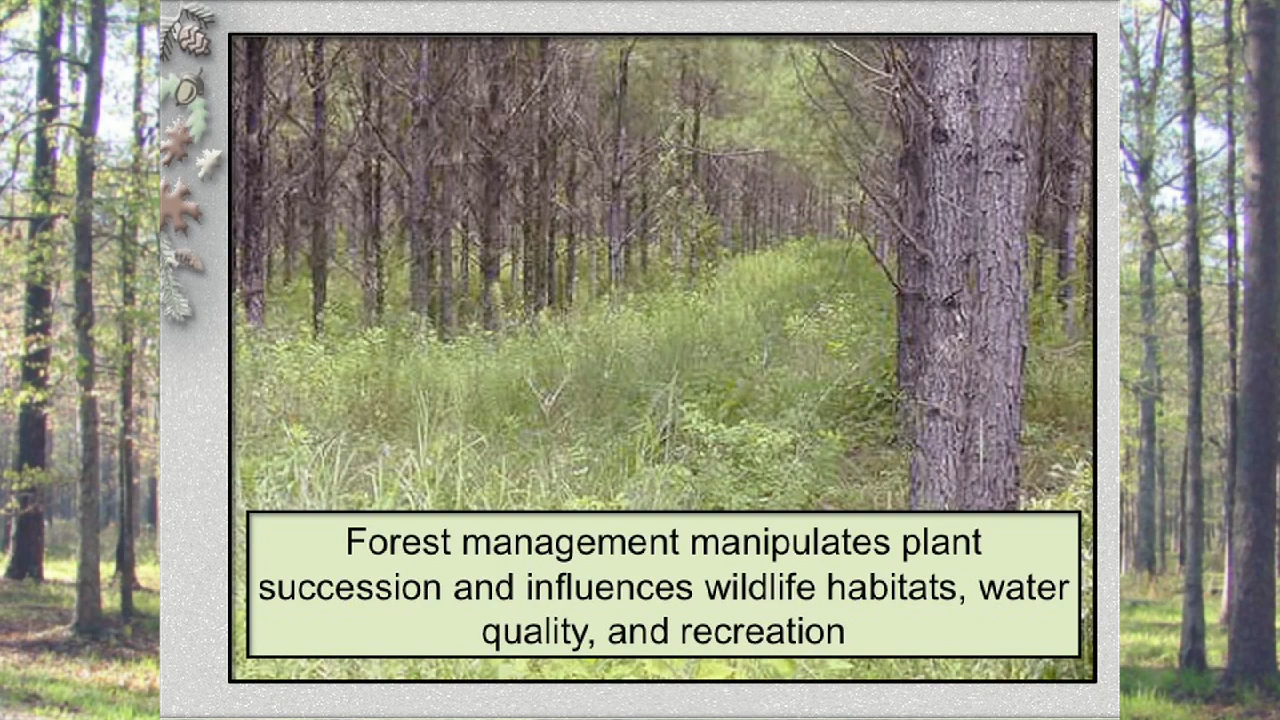 Forest management manipulates plant
succession and influences wildlife habitats, water
quality, and recreation